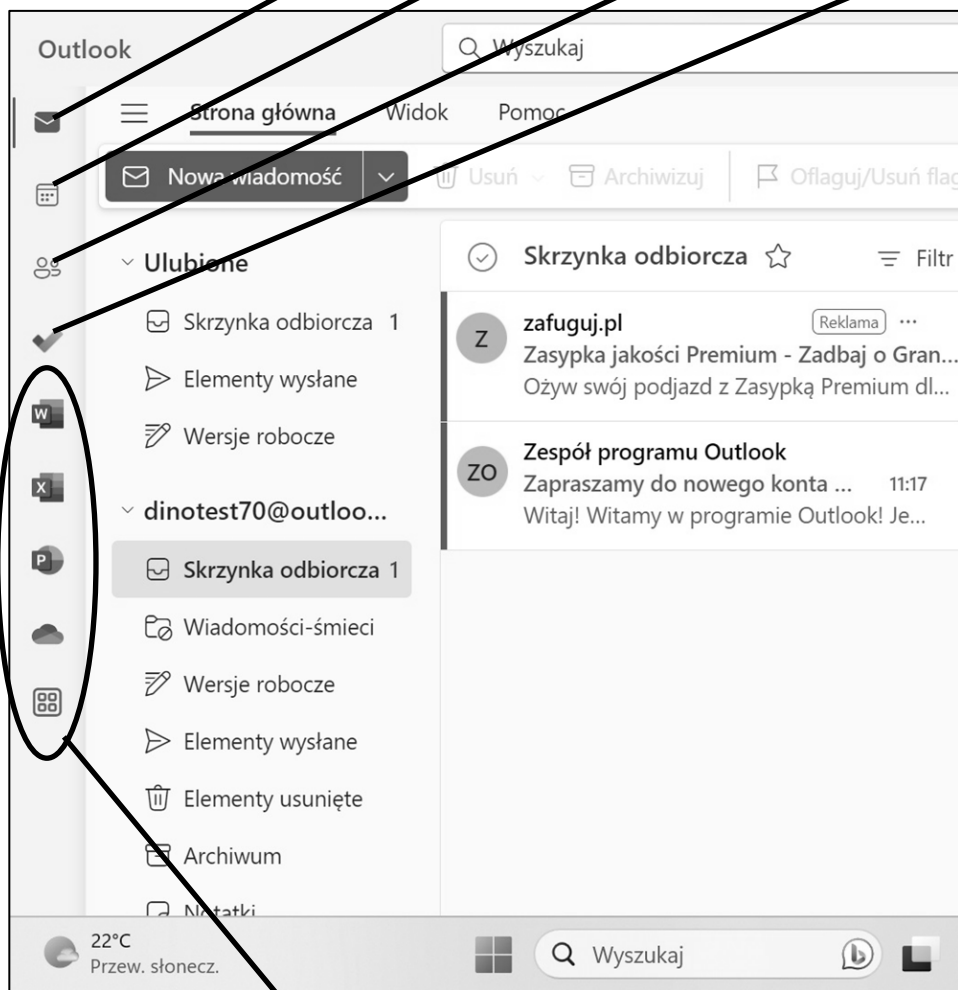 Outlook
Wyszukaj
Strona główna Widok Pomoc
Nowa wiadomość Usuń Archiwizuj Oflaguj/Usuń flag
Ulubione
Skrzynka odbiorcza 1
Elementy wysłane
Wersje robocze
dinotest70@outloo...
Skrzynka odbiorcza 1
Wiadomości-śmieci
Wersje robocze
Elementy wysłane
Elementy usunięte
Archiwum
Notatki
Skrzynka odbiorcza Filtr
Z
zafuguj.pl Reklama ...
Zasypka jakości Premium - Zadbaj o Gran...
Ożyw swój podjazd z Zasypką Premium dl...
ZO
Zespół programu Outlook
Zapraszamy do nowego konta ... 11:17
Witaj! Witamy w programie Outlook! Je...
W
X
P
22°C
Przew. słonecz.
Wyszukaj